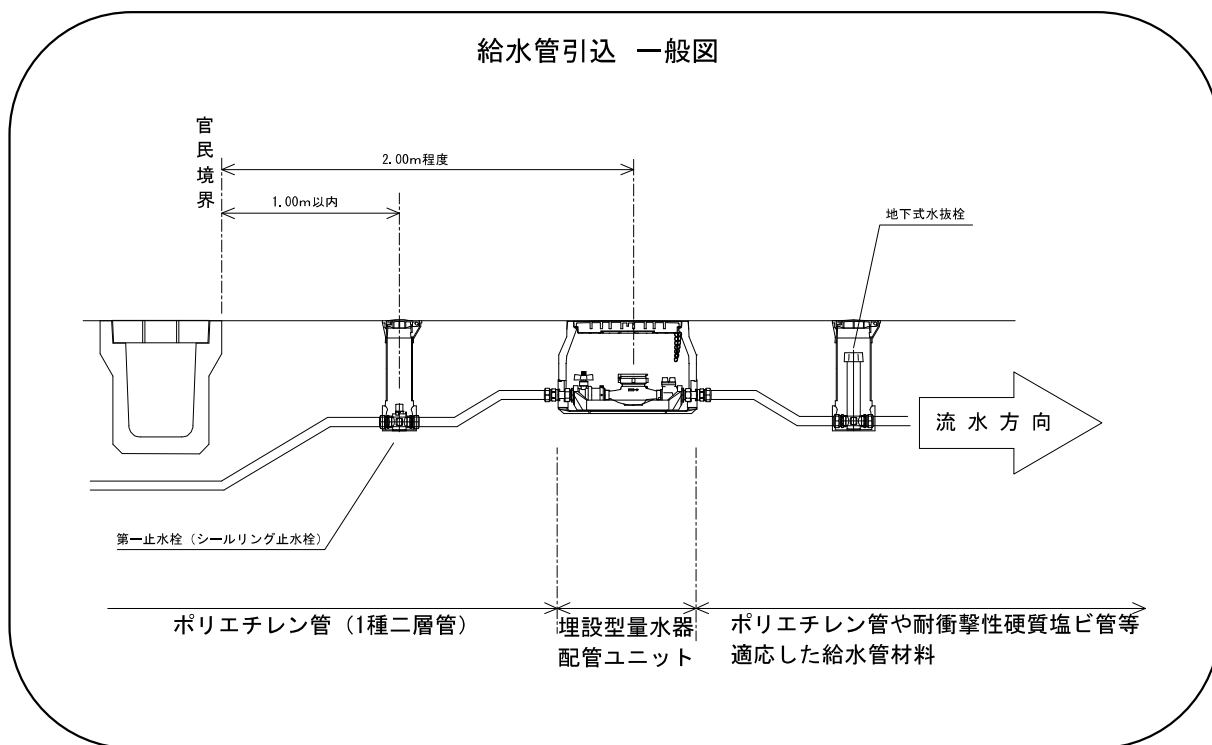 給水管引込 一般図
官民境界
2.00m程度
1.00m以内
地下式水抜栓
流水方向
第一止水栓（シールリング止水栓）
ポリエチレン管（1種二層管）
埋設型量水器
配管ユニット
ポリエチレン管や耐衝撃性硬質塩ビ管等
適応した給水管材料